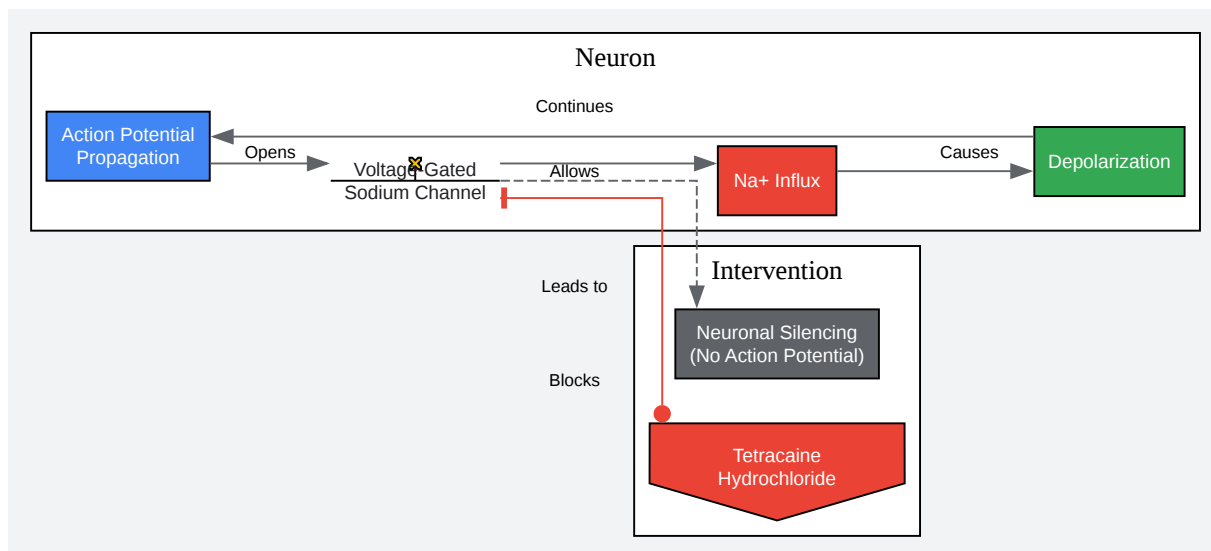 Neuron
Continues
Action Potential
Propagation
Opens
Voltage-Gated
Sodium Channel
Allows
Na+ Influx
Causes
Depolarization
Intervention
Leads to
Neuronal Silencing
(No Action Potential)
Blocks
Tetracaine
Hydrochloride